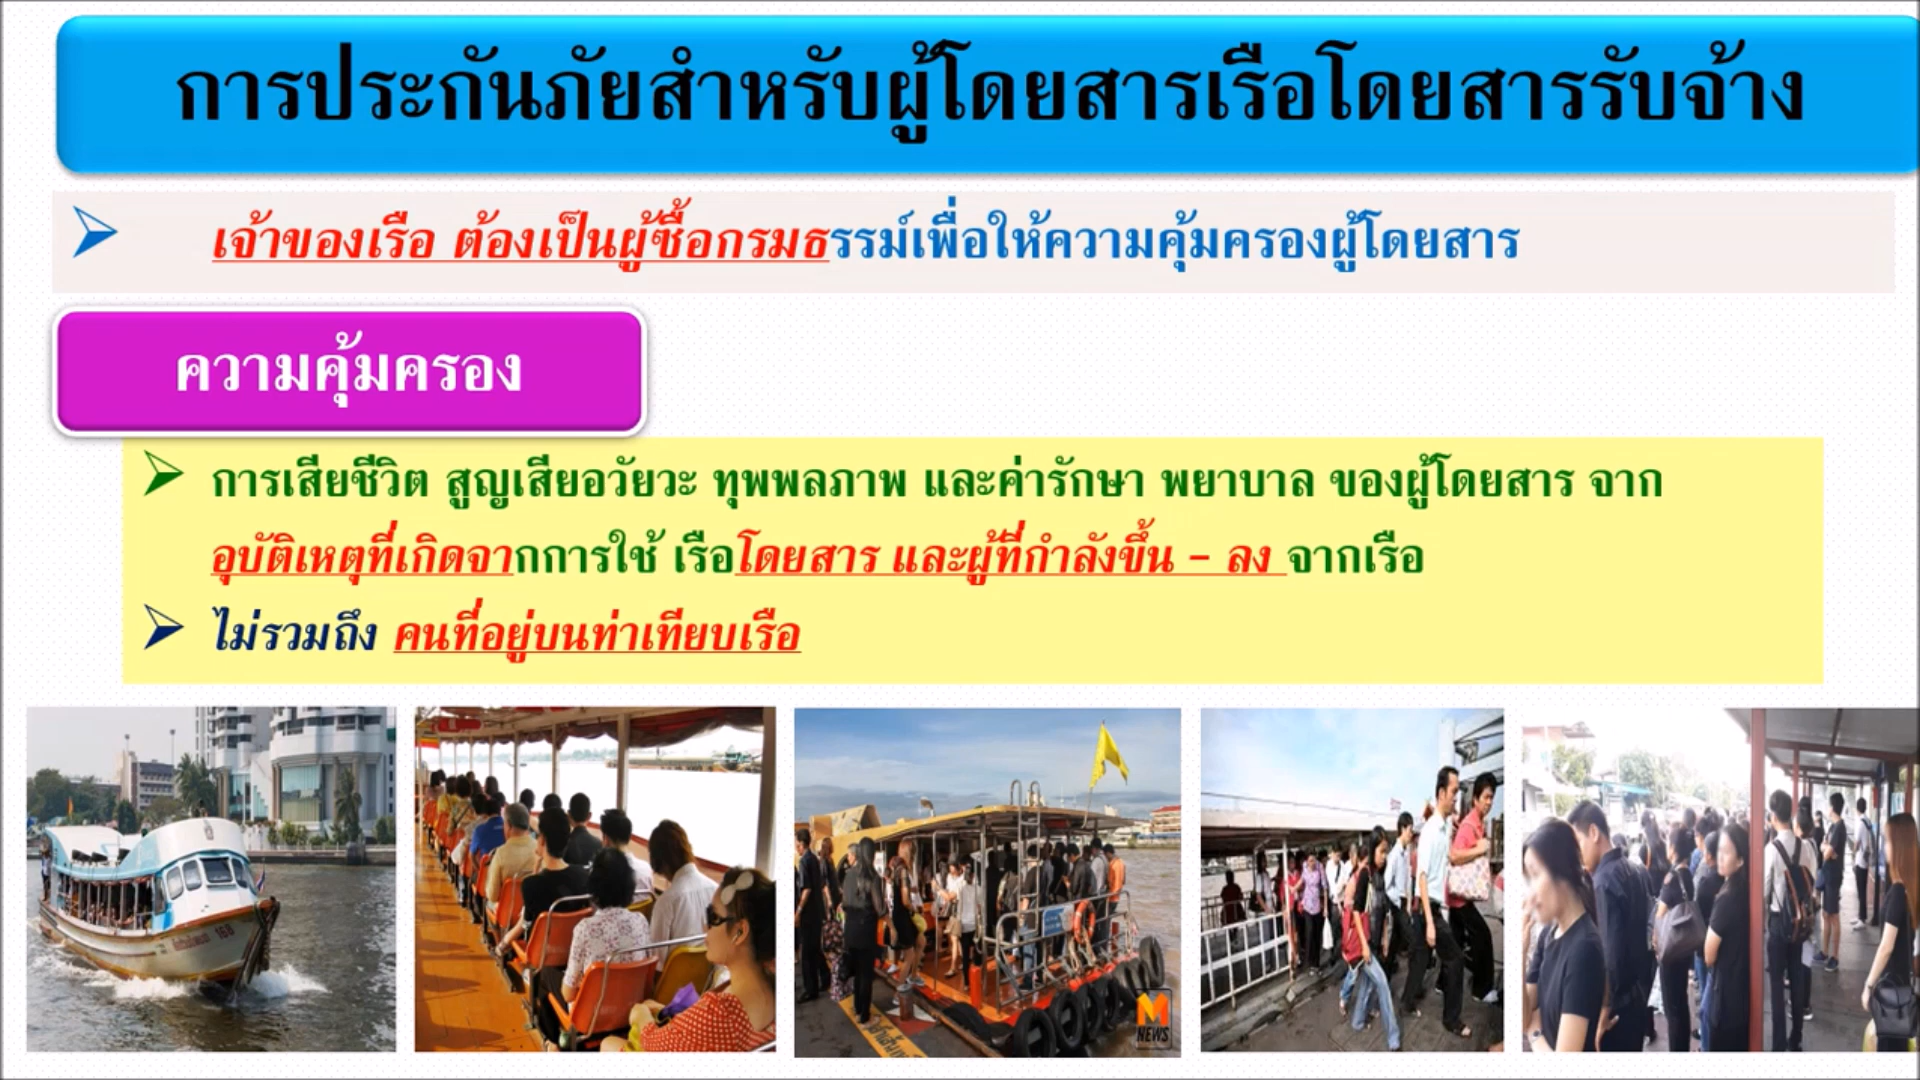 การประกันภัยสำหรับผู้โดยสารเรือโดยสารรับจ้าง
เจ้าของเรือ ต้องเป็นผู้ซื้อกรมธรรม์เพื่อให้ความคุ้มครองผู้โดยสาร
ความคุ้มครอง
การเสียชีวิต สูญเสียอวัยวะ ทุพพลภาพ และค่ารักษา พยาบาล ของผู้โดยสาร จาก
อุบัติเหตุที่เกิดจากการใช้ เรือโดยสาร และผู้ที่กำลังขึ้น - ลง จากเรือ
ไม่รวมถึง คนที่อยู่บนท่าเทียบเรือ
168
M
NEWS